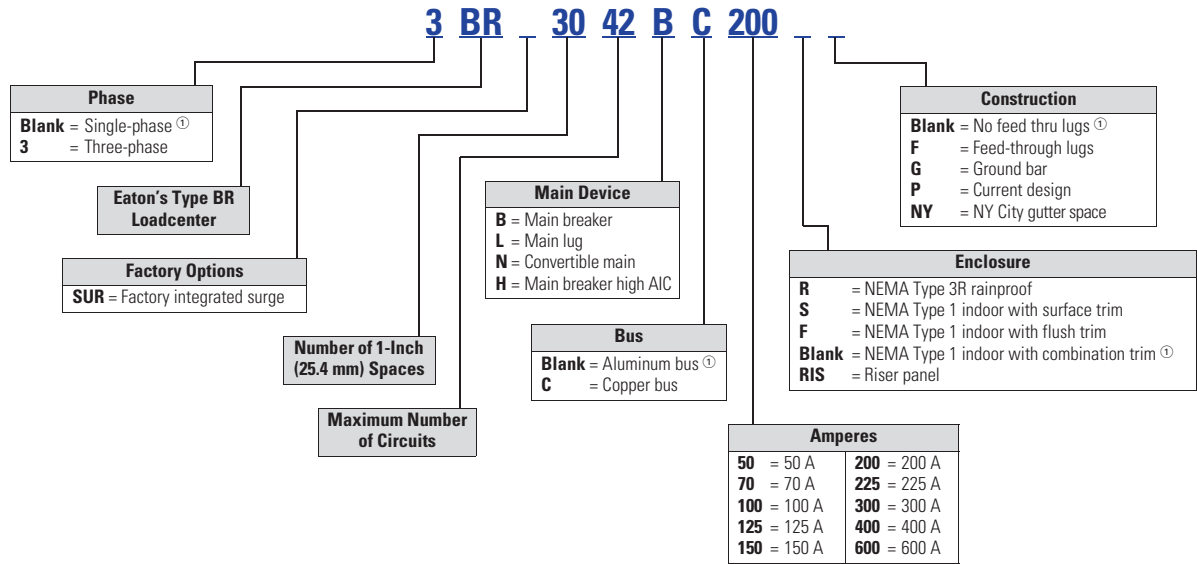 3 BR _ 30 42 B C 200 _ _
Phase
Blank = Single-phase ①
3 = Three-phase
Eaton's Type BR
Loadcenter
Factory Options
SUR = Factory integrated surge
Number of 1-Inch
(25.4 mm) Spaces
Maximum Number
of Circuits
Main Device
B = Main breaker
L = Main lug
N = Convertible main
H = Main breaker high AIC
Bus
Blank = Aluminum bus ①
C = Copper bus
Amperes
50 = 50 A 200 = 200 A
70 = 70 A 225 = 225 A
100 = 100 A 300 = 300 A
125 = 125 A 400 = 400 A
150 = 150 A 600 = 600 A
Enclosure
R = NEMA Type 3R rainproof
S = NEMA Type 1 indoor with surface trim
F = NEMA Type 1 indoor with flush trim
Blank = NEMA Type 1 indoor with combination trim ①
RIS = Riser panel
Construction
Blank = No feed thru lugs ①
F = Feed-through lugs
G = Ground bar
P = Current design
NY = NY City gutter space